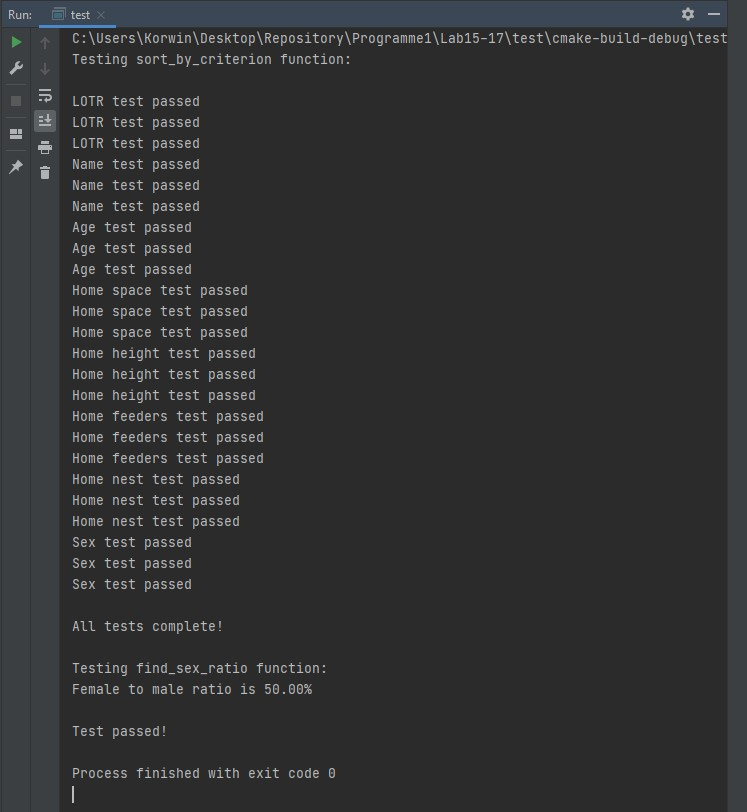 Run: test
C:\Users\Korwin\Desktop\Repository\Programme1\Lab15-17\test\cmake-build-debug\test
Testing sort_by_criterion function:
LOTR test passed
LOTR test passed
LOTR test passed
Name test passed
Name test passed
Name test passed
Age test passed
Age test passed
Age test passed
Home space test passed
Home space test passed
Home space test passed
Home height test passed
Home height test passed
Home height test passed
Home feeders test passed
Home feeders test passed
Home feeders test passed
Home nest test passed
Home nest test passed
Home nest test passed
Sex test passed
Sex test passed
Sex test passed
All tests complete!
Testing find_sex_ratio function:
Female to male ratio is 50.00%
Test passed!
Process finished with exit code 0